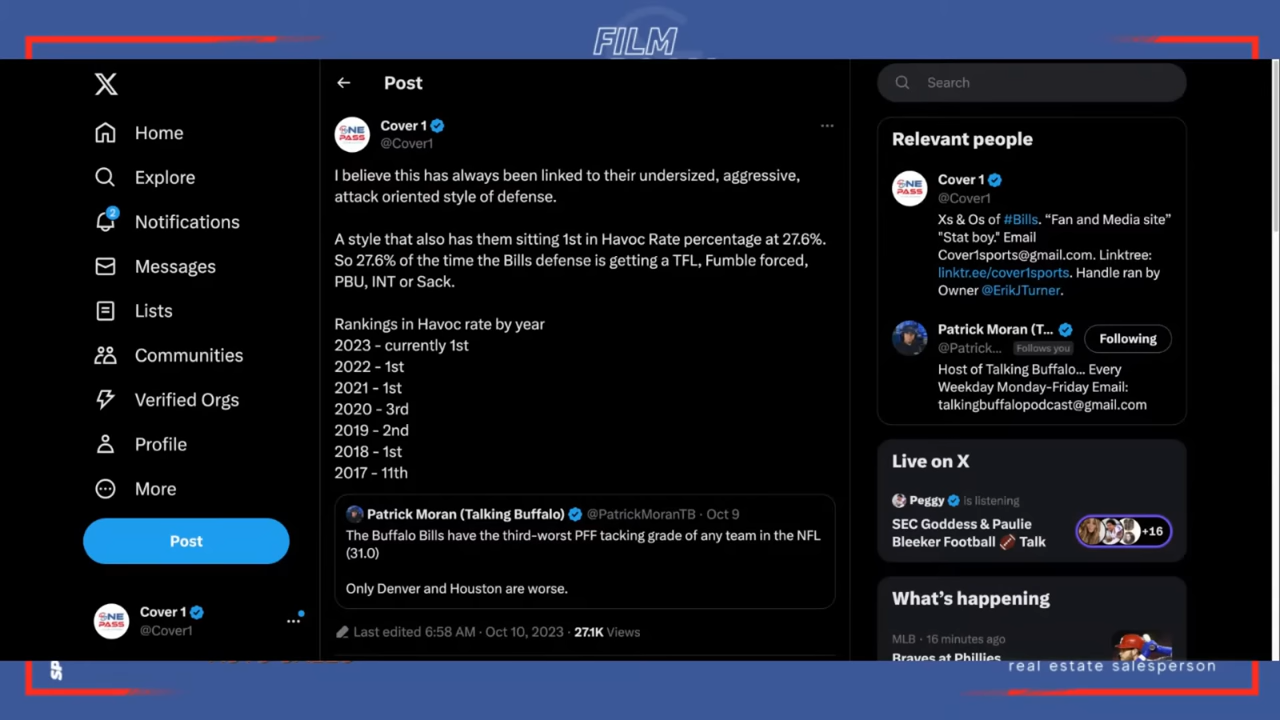 FILM
Home
Explore
2
Notifications
Messages
Lists
Communities
Verified Orgs
Profile
More
Post
Cover 1
@Cover1
Post
ONE
PASS
Cover 1
@Cover1
I believe this has always been linked to their undersized, aggressive,
attack oriented style of defense.
A style that also has them sitting 1st in Havoc Rate percentage at 27.6%.
So 27.6% of the time the Bills defense is getting a TFL, Fumble forced,
PBU, INT or Sack.
Rankings in Havoc rate by year
2023 - currently 1st
2022 - 1st
2021 - 1st
2020 - 3rd
2019 - 2nd
2018 - 1st
2017 - 11th
Patrick Moran (Talking Buffalo) @PatrickMoranTB · Oct 9
The Buffalo Bills have the third-worst PFF tacking grade of any team in the NFL
(31.0)
Only Denver and Houston are worse.
Last edited 6:58 AM · Oct 10, 2023 · 27.1K Views
Search
Relevant people
ONE
PASS
Cover 1
@Cover1
Xs & Os of #Bills. “Fan and Media site”
"Stat boy." Email
Cover1sports@gmail.com. Linktree:
linktr.ee/cover1sports. Handle ran by
Owner @ErikJTurner.
Patrick Moran (T...
@Patrick... Follows you
Following
Host of Talking Buffalo... Every
Weekday Monday-Friday Email:
talkingbuffalopodcast@gmail.com
Live on X
Peggy is listening
SEC Goddess & Paulie
Bleeker Football 🏈 Talk
+16
What’s happening
MLB · 16 minutes ago
Braves at Phillies
real estate salesperson